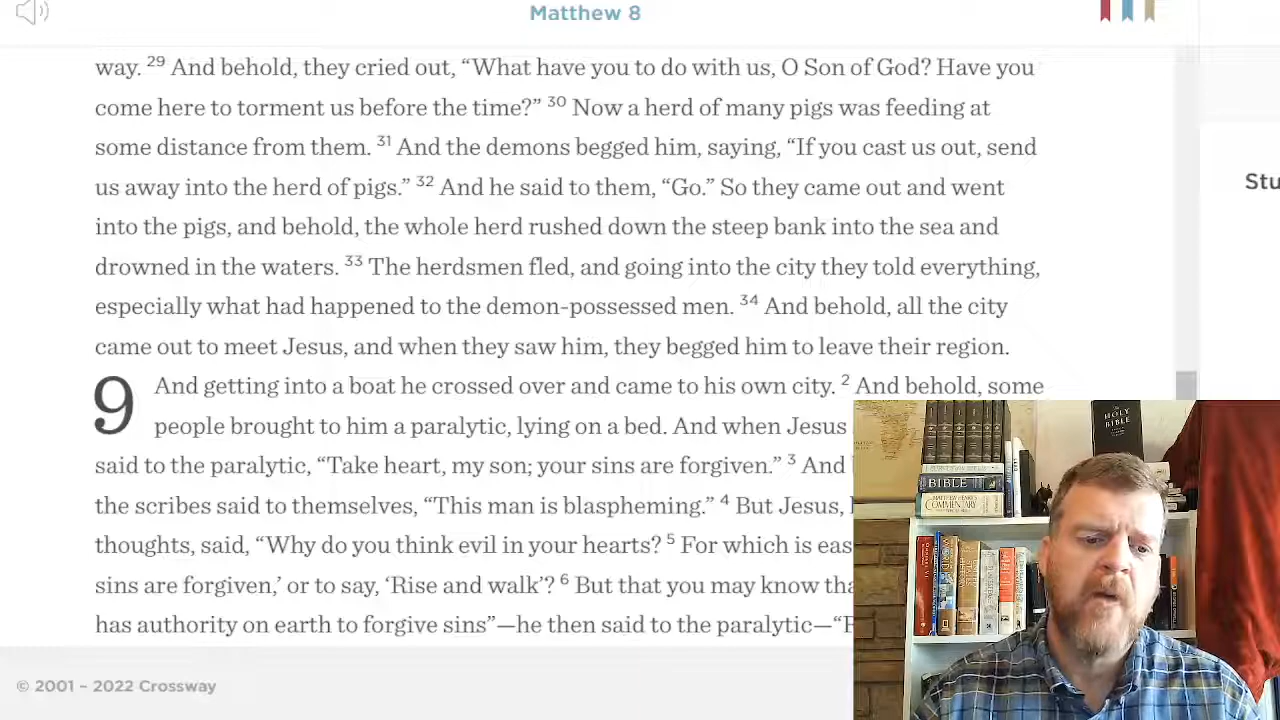 Matthew 8
way. 29 And behold, they cried out, “What have you to do with us, O Son of God? Have you
come here to torment us before the time?” 30 Now a herd of many pigs was feeding at
some distance from them. 31 And the demons begged him, saying, “If you cast us out, send
us away into the herd of pigs.” 32 And he said to them, “Go.” So they came out and went
into the pigs, and behold, the whole herd rushed down the steep bank into the sea and
drowned in the waters. 33 The herdsmen fled, and going into the city they told everything,
especially what had happened to the demon-possessed men. 34 And behold, all the city
came out to meet Jesus, and when they saw him, they begged him to leave their region.
9 And getting into a boat he crossed over and came to his own city. 2 And behold, some
people brought to him a paralytic, lying on a bed. And when Jesus
said to the paralytic, “Take heart, my son; your sins are forgiven.” 3 And
the scribes said to themselves, “This man is blaspheming.” 4 But Jesus,
thoughts, said, “Why do you think evil in your hearts? 5 For which is eas
sins are forgiven,’ or to say, ‘Rise and walk’? 6 But that you may know tha
has authority on earth to forgive sins”—he then said to the paralytic—“
© 2001 – 2022 Crossway
Stu
HOLY
BIBLE
BIBLE
COMMENTARY